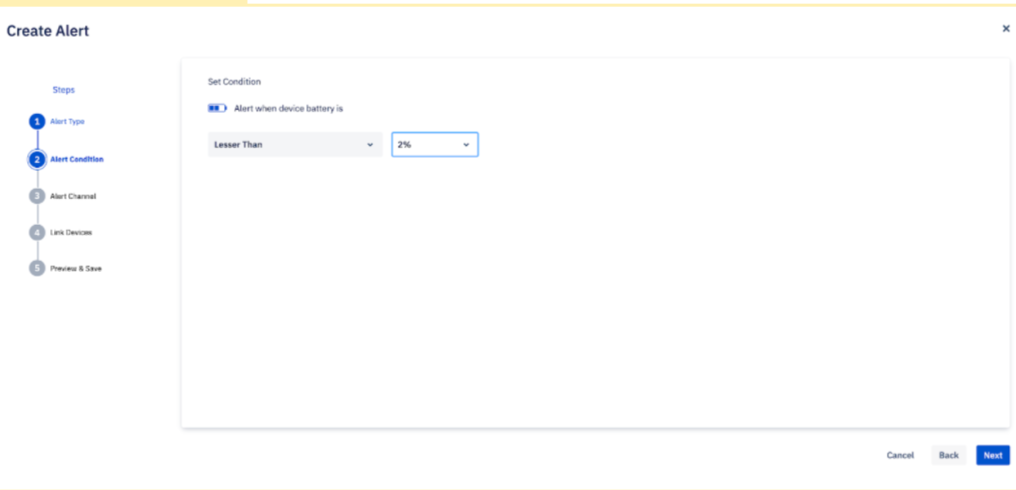 Create Alert
×
Steps
1 Alert Type
2 Alert Condition
3 Alert Channel
4 Link Devices
5 Preview & Save
Set Condition
Alert when device battery is
Lesser Than
2%
Cancel
Back
Next